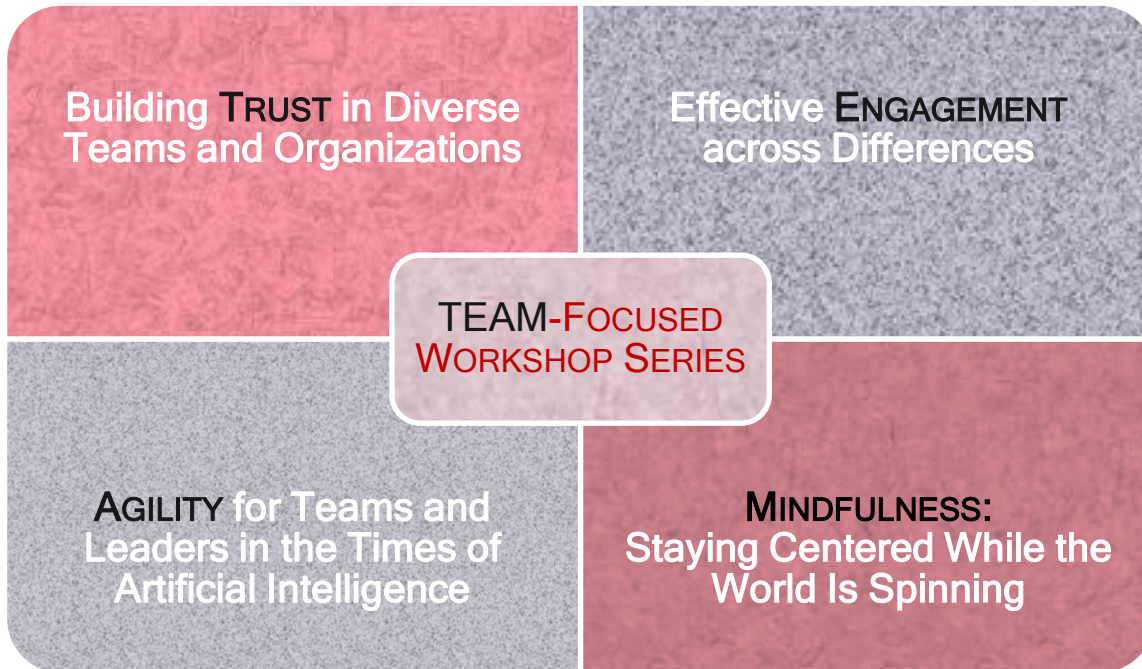 Building TRUST in Diverse
Teams and Organizations
Effective ENGAGEMENT
across Differences
TEAM-FOCUSED
WORKSHOP SERIES
AGILITY for Teams and
Leaders in the Times of
Artificial Intelligence
MINDFULNESS:
Staying Centered While the
World Is Spinning